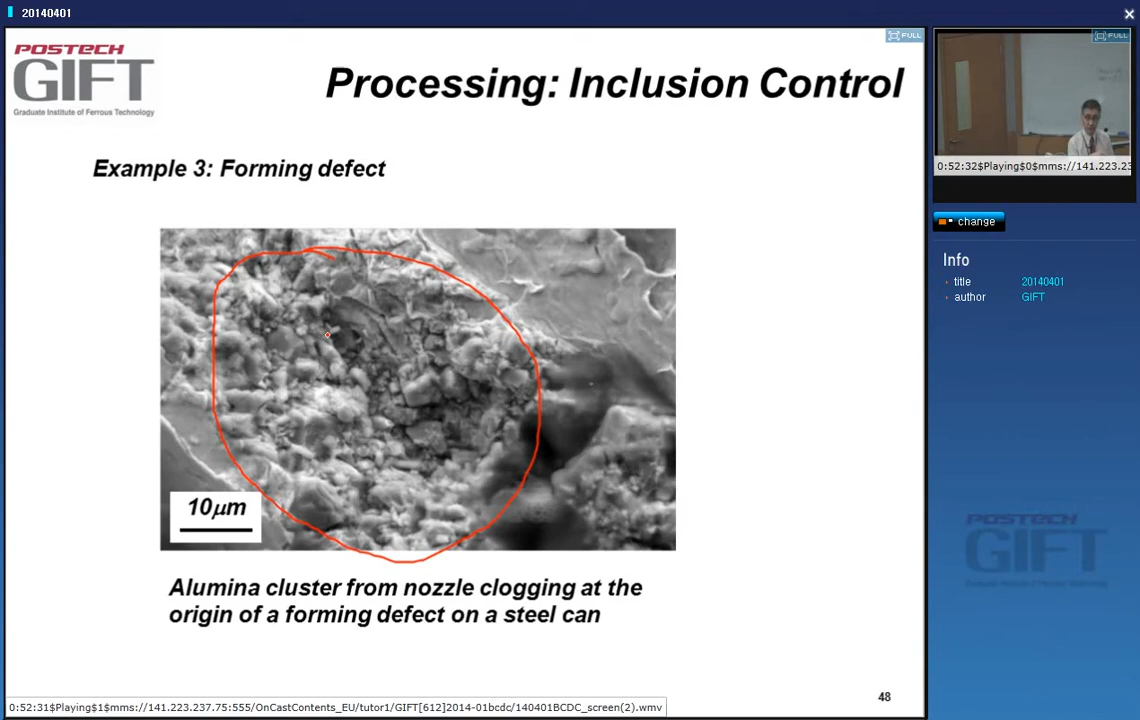 20140401
POSTECH
GIFT
Graduate Institute of Ferrous Technology
FULL
Processing: Inclusion Control
Example 3: Forming defect
10μm
Alumina cluster from nozzle clogging at the
origin of a forming defect on a steel can
48
0:52:31$Playing$1$mms://141.223.237.75:555/OnCastContents_EU/tutor1/GIFT[612]2014-01bcdc/140401BCDC_screen(2).wmv
FULL
0:52:32$Playing$0$mms://141.223.23
change
Info
title 20140401
author GIFT
POSTECH
GIFT